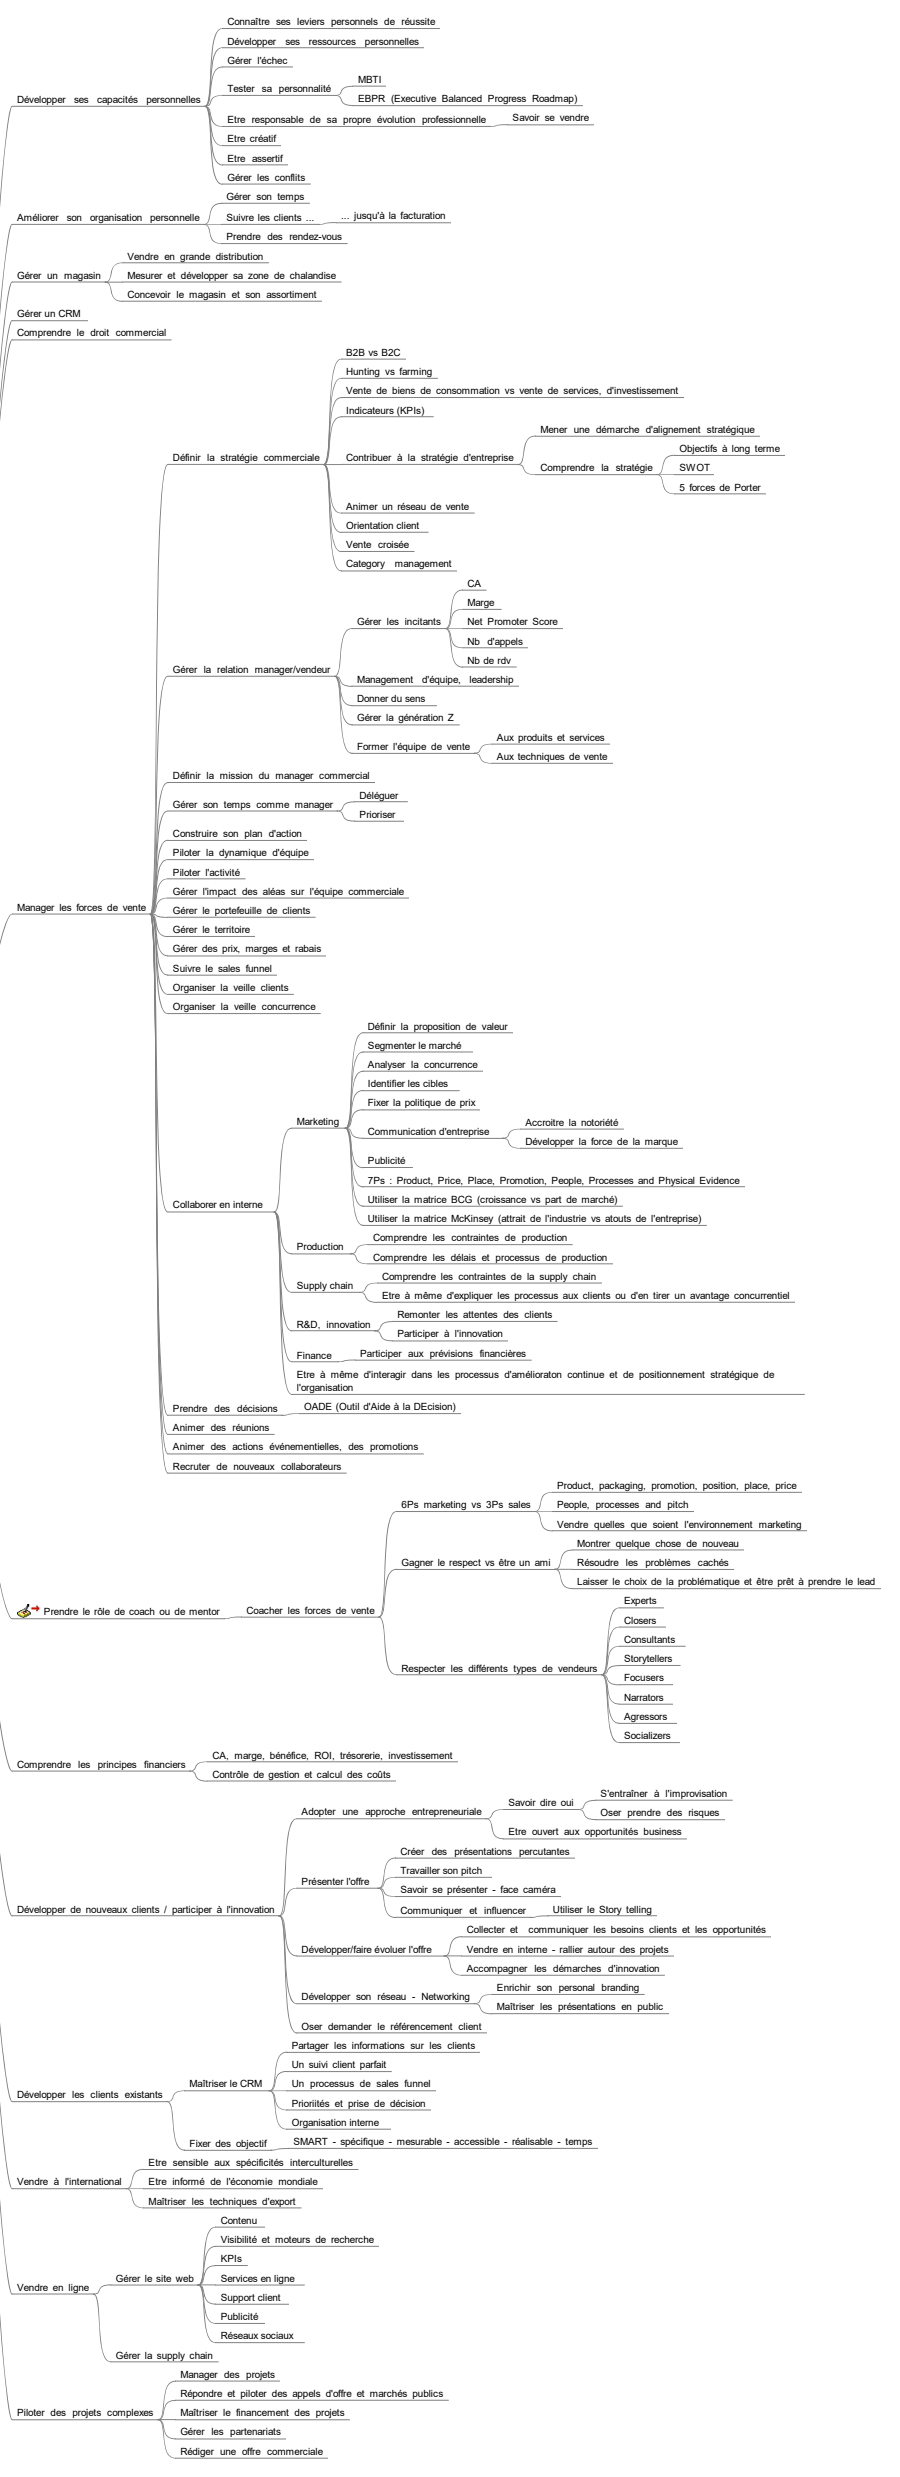 Connaître ses leviers personnels de réussite
Développer ses ressources personnelles
Gérer l'échec
MBTI
Tester sa personnalité
EBPR (Executive Balanced Progress Roadmap)
Développer ses capacités personnelles
Etre responsable de sa propre évolution professionnelle
Savoir se vendre
Etre créatif
Etre assertif
Gérer les conflits
Gérer son temps
Améliorer son organisation personnelle
Suivre les clients ...
... jusqu'à la facturation
Prendre des rendez-vous
Vendre en grande distribution
Gérer un magasin
Mesurer et développer sa zone de chalandise
Concevoir le magasin et son assortiment
Gérer un CRM
Comprendre le droit commercial
B2B vs B2C
Hunting vs farming
Vente de biens de consommation vs vente de services, d'investissement
Indicateurs (KPIs)
Mener une démarche d'alignement stratégique
Objectifs à long terme
Définir la stratégie commerciale
Contribuer à la stratégie d'entreprise
Comprendre la stratégie
SWOT
5 forces de Porter
Animer un réseau de vente
Orientation client
Vente croisée
Category management
CA
Marge
Gérer les incitants
Net Promoter Score
Nb d'appels
Nb de rdv
Gérer la relation manager/vendeur
Management d'équipe, leadership
Donner du sens
Gérer la génération Z
Aux produits et services
Former l'équipe de vente
Aux techniques de vente
Définir la mission du manager commercial
Déléguer
Gérer son temps comme manager
Prioriser
Construire son plan d'action
Piloter la dynamique d'équipe
Piloter l'activité
Gérer l'impact des aléas sur l'équipe commerciale
Manager les forces de vente
Gérer le portefeuille de clients
Gérer le territoire
Gérer des prix, marges et rabais
Suivre le sales funnel
Organiser la veille clients
Organiser la veille concurrence
Définir la proposition de valeur
Segmenter le marché
Analyser la concurrence
Identifier les cibles
Fixer la politique de prix
Marketing
Accroitre la notoriété
Communication d'entreprise
Développer la force de la marque
Publicité
7Ps : Product, Price, Place, Promotion, People, Processes and Physical Evidence
Utiliser la matrice BCG (croissance vs part de marché)
Collaborer en interne
Utiliser la matrice McKinsey (attrait de l'industrie vs atouts de l'entreprise)
Comprendre les contraintes de production
Production
Comprendre les délais et processus de production
Comprendre les contraintes de la supply chain
Supply chain
Etre à même d'expliquer les processus aux clients ou d'en tirer un avantage concurrentiel
Remonter les attentes des clients
R&D, innovation
Participer à l'innovation
Finance
Participer aux prévisions financières
Etre à même d'interagir dans les processus d'amélioraton continue et de positionnement stratégique de
l'organisation
Prendre des décisions
OADE (Outil d'Aide à la DEcision)
Animer des réunions
Animer des actions événementielles, des promotions
Recruter de nouveaux collaborateurs
Product, packaging, promotion, position, place, price
6Ps marketing vs 3Ps sales
People, processes and pitch
Vendre quelles que soient l'environnement marketing
Montrer quelque chose de nouveau
Gagner le respect vs être un ami
Résoudre les problèmes cachés
Laisser le choix de la problématique et être prêt à prendre le lead
Prendre le rôle de coach ou de mentor
Coacher les forces de vente
Experts
Closers
Consultants
Storytellers
Respecter les différents types de vendeurs
Focusers
Narrators
Agressors
Socializers
CA, marge, bénéfice, ROI, trésorerie, investissement
Comprendre les principes financiers
Contrôle de gestion et calcul des coûts
S'entraîner à l'improvisation
Savoir dire oui
Oser prendre des risques
Adopter une approche entrepreneuriale
Etre ouvert aux opportunités business
Créer des présentations percutantes
Travailler son pitch
Présenter l'offre
Savoir se présenter - face caméra
Communiquer et influencer
Utiliser le Story telling
Développer de nouveaux clients / participer à l'innovation
Collecter et communiquer les besoins clients et les opportunités
Développer/faire évoluer l'offre
Vendre en interne - rallier autour des projets
Accompagner les démarches d'innovation
Enrichir son personal branding
Développer son réseau - Networking
Maîtriser les présentations en public
Oser demander le référencement client
Partager les informations sur les clients
Un suivi client parfait
Maîtriser le CRM
Un processus de sales funnel
Développer les clients existants
Prioriités et prise de décision
Organisation interne
Fixer des objectif
SMART - spécifique - mesurable - accessible - réalisable - temps
Etre sensible aux spécificités interculturelles
Vendre à l'international
Etre informé de l'économie mondiale
Maîtriser les techniques d'export
Contenu
Visibilité et moteurs de recherche
KPIs
Gérer le site web
Services en ligne
Vendre en ligne
Support client
Publicité
Réseaux sociaux
Gérer la supply chain
Manager des projets
Répondre et piloter des appels d'offre et marchés publics
Piloter des projets complexes
Maîtriser le financement des projets
Gérer les partenariats
Rédiger une offre commerciale